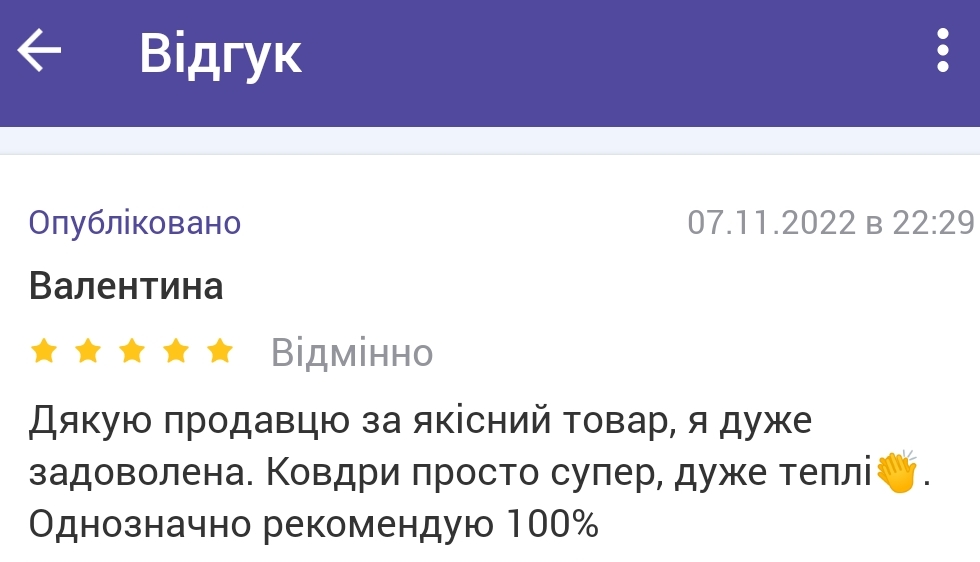 Відгук
Опубліковано 07.11.2022 в 22:29
Валентина
Відмінно
Дякую продавцю за якісний товар, я дуже
задоволена. Ковдри просто супер, дуже теплі👏.
Однозначно рекомендую 100%